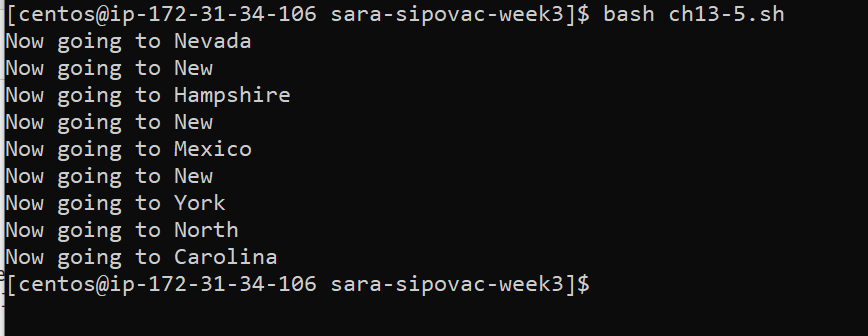 [centos@ip-172-31-34-106 sara-sipovac-week3]$ bash ch13-5.sh
Now going to Nevada
Now going to New
Now going to Hampshire
Now going to New
Now going to Mexico
Now going to New
Now going to York
Now going to North
Now going to Carolina
[centos@ip-172-31-34-106 sara-sipovac-week3]$